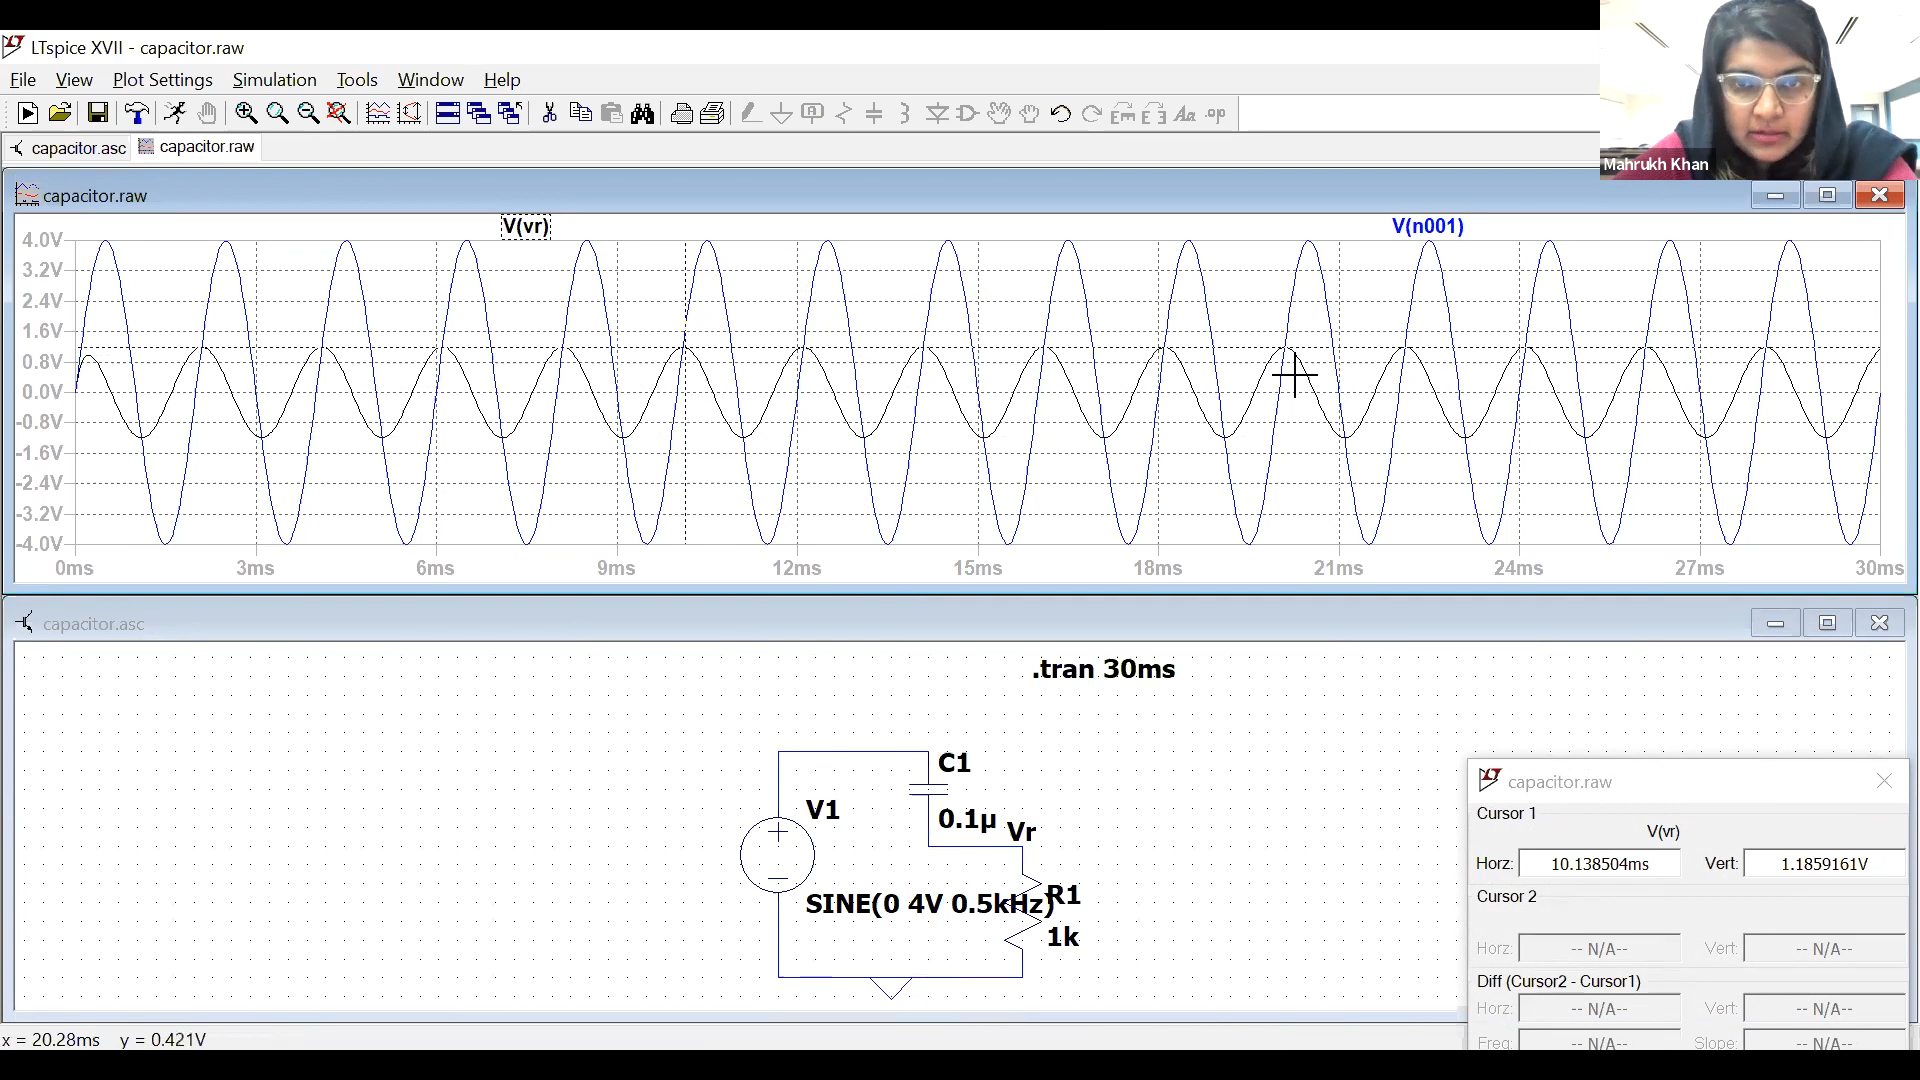 LTspice XVII - capacitor.raw
File View Plot Settings Simulation Tools Window Help
.op
capacitor.asc capacitor.raw
Mahrukh Khan
capacitor.raw
V(vr) V(n001)
4.0V
3.2V
2.4V
1.6V
0.8V
0.0V
-0.8V
-1.6V
-2.4V
-3.2V
-4.0V
0ms 3ms 6ms 9ms 12ms 15ms 18ms 21ms 24ms 27ms 30ms
capacitor.asc
.tran 30ms
C1
V1
0.1µ
Vr
SINE(0 4V 0.5kHz)
R1
1k
capacitor.raw
Cursor 1
V(vr)
Horz: 10.138504ms Vert: 1.1859161V
Cursor 2
Horz: -- N/A-- Vert: -- N/A--
Diff (Cursor2 - Cursor1)
Horz: -- N/A-- Vert: -- N/A--
Freq: -- N/A-- Slope: -- N/A--
x = 20.28ms y = 0.421V